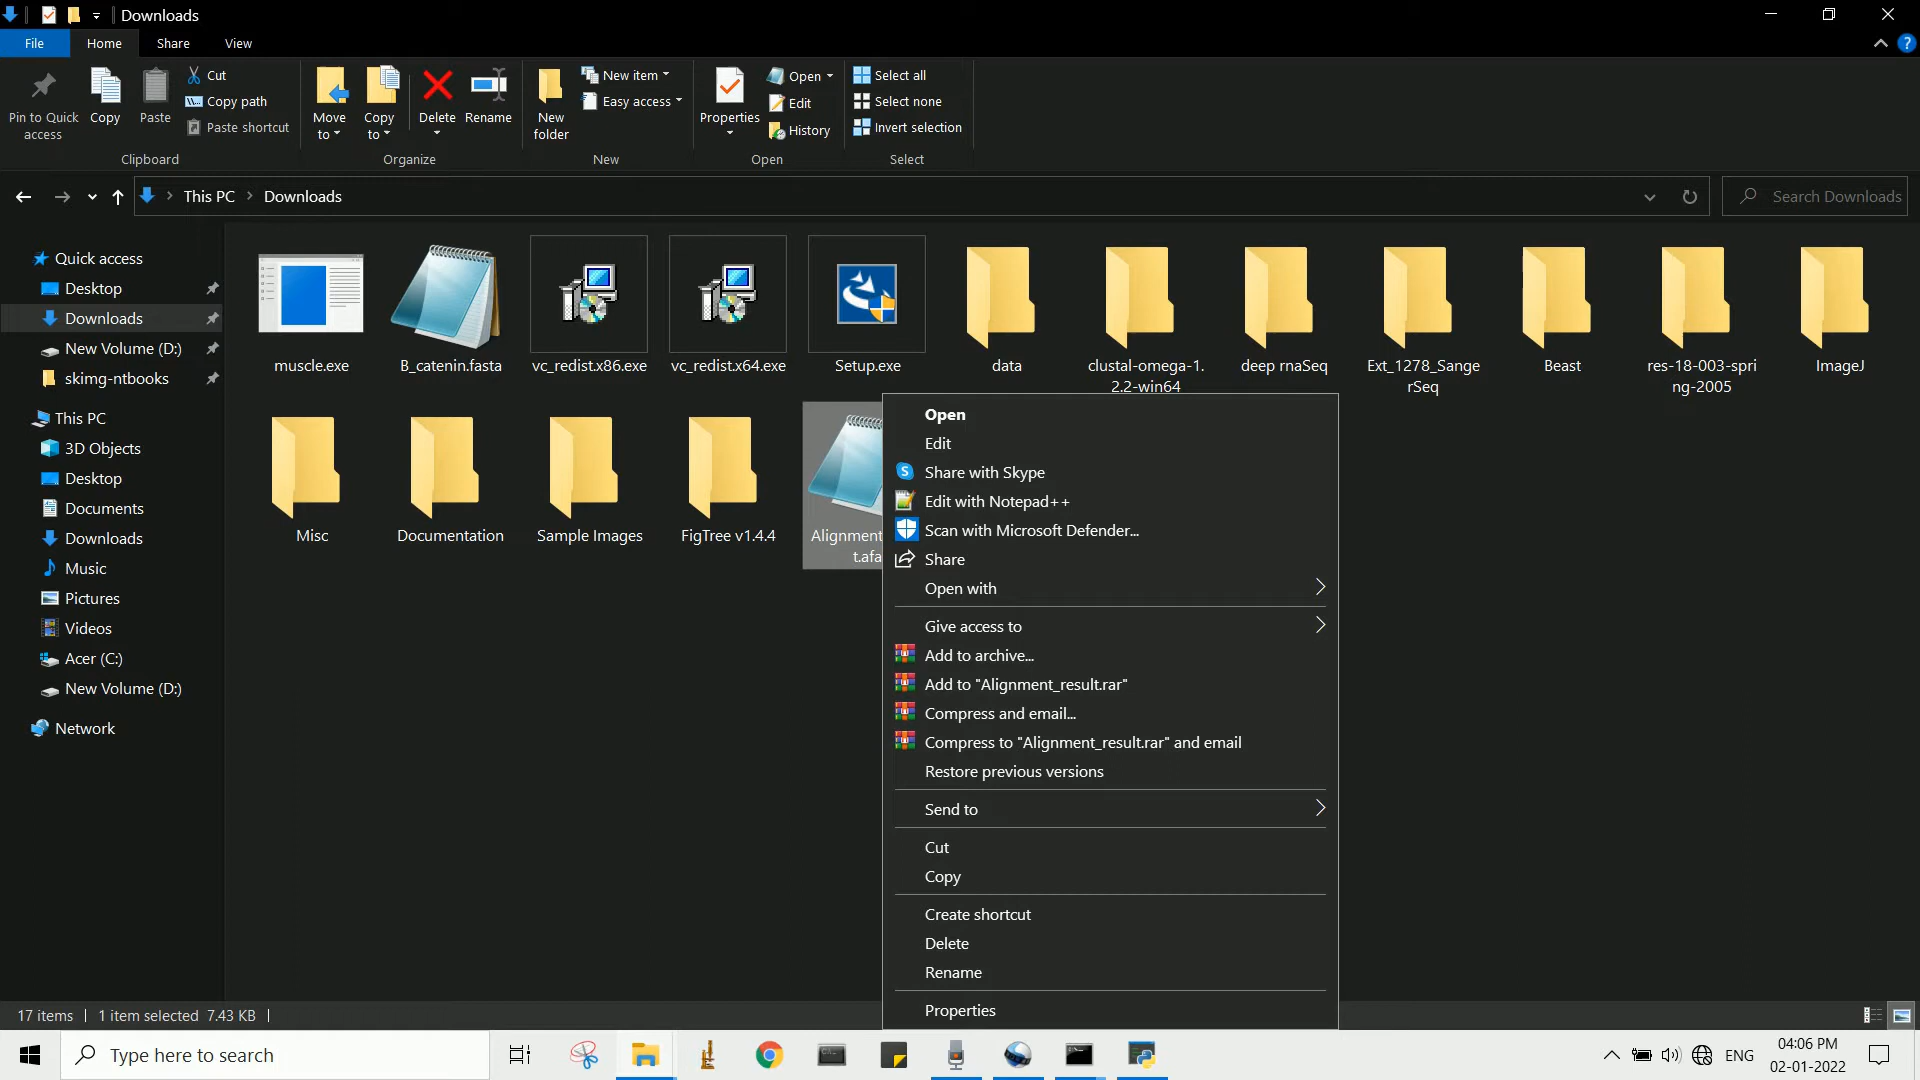 Downloads
File
Home
Share
View
Pin to Quick
access
Copy
Paste
Cut
Copy path
Paste shortcut
Clipboard
Move
to
Copy
to
Delete
Rename
Organize
New
folder
New item
Easy access
New
Properties
Open
Edit
History
Open
Select all
Select none
Invert selection
Select
This PC
Downloads
Search Downloads
Quick access
Desktop
Downloads
New Volume (D:)
skimg-ntbooks
This PC
3D Objects
Desktop
Documents
Downloads
Music
Pictures
Videos
Acer (C:)
New Volume (D:)
Network
muscle.exe
B_catenin.fasta
vc_redist.x86.exe
vc_redist.x64.exe
Setup.exe
data
clustal-omega-1.
2.2-win64
deep rnaSeq
Ext_1278_Sange
rSeq
Beast
res-18-003-spri
ng-2005
ImageJ
Misc
Documentation
Sample Images
FigTree v1.4.4
Alignment
t.afa
Open
Edit
Share with Skype
Edit with Notepad++
Scan with Microsoft Defender...
Share
Open with
Give access to
Add to archive...
Add to "Alignment_result.rar"
Compress and email...
Compress to "Alignment_result.rar" and email
Restore previous versions
Send to
Cut
Copy
Create shortcut
Delete
Rename
Properties
17 items
1 item selected 7.43 KB
Type here to search
ENG
04:06 PM
02-01-2022